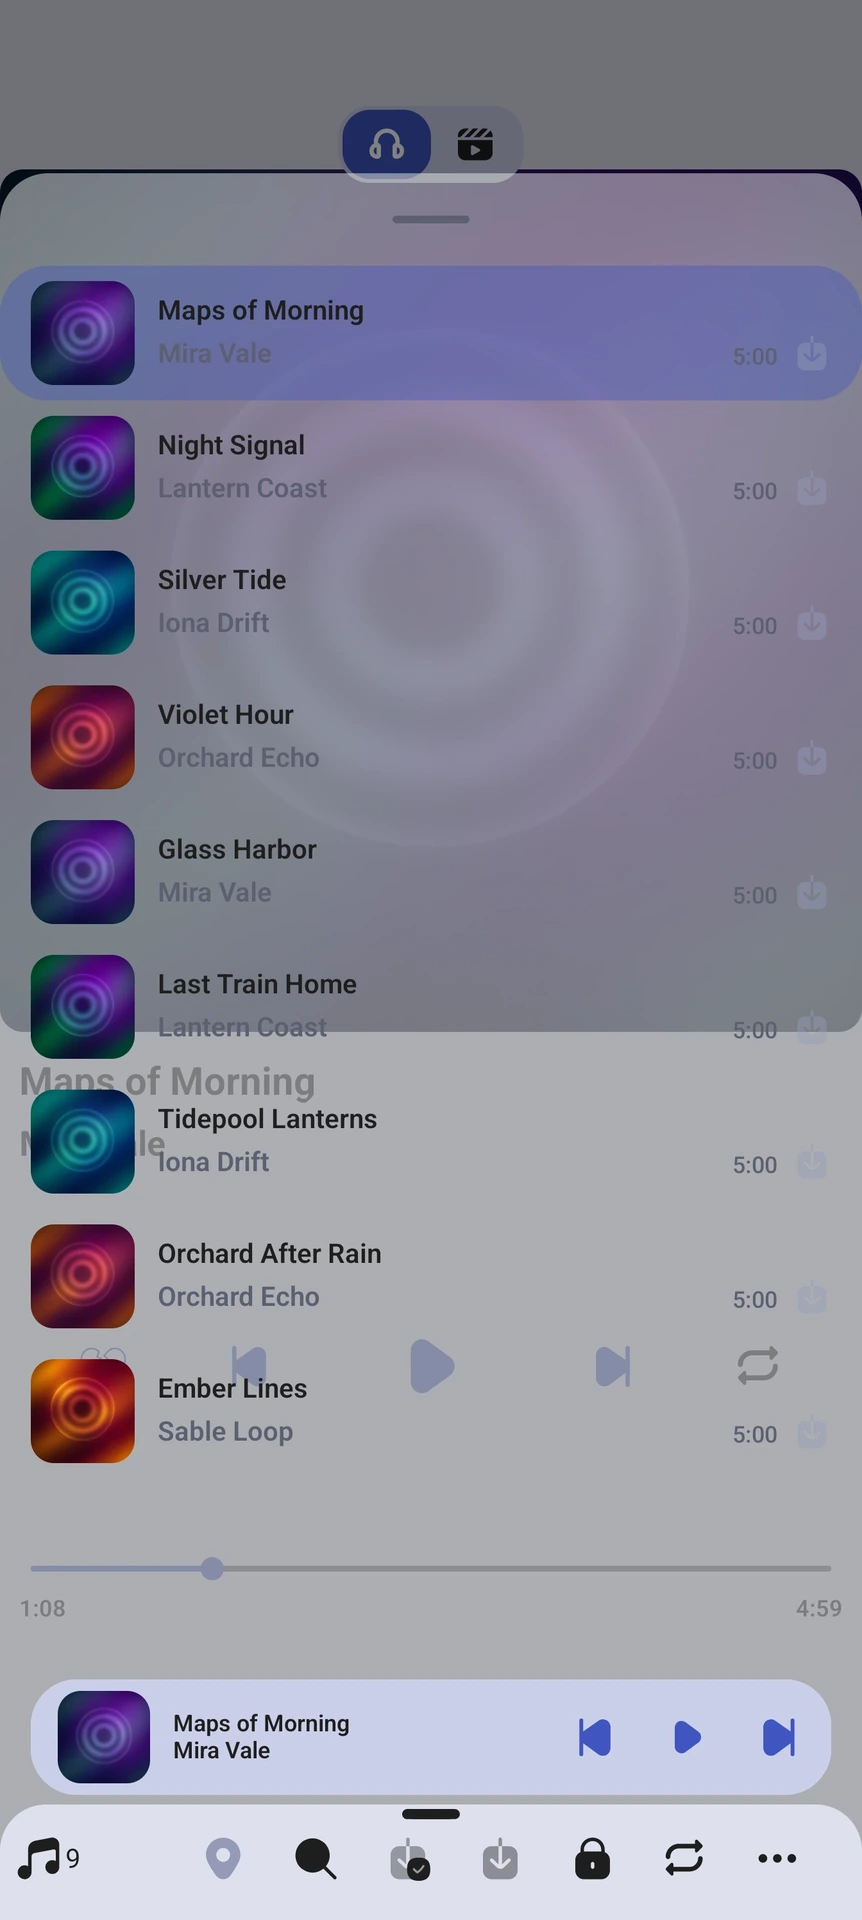 Maps of Morning
Mira Vale
5:00
Night Signal
Lantern Coast
5:00
Silver Tide
Iona Drift
5:00
Violet Hour
Orchard Echo
5:00
Glass Harbor
Mira Vale
5:00
Last Train Home
Lantern Coast
5:00
Maps of Morning
Tidepool Lanterns
Iona Drift
5:00
Orchard After Rain
Orchard Echo
5:00
Ember Lines
Sable Loop
5:00
1:08
4:59
Maps of Morning
Mira Vale
9